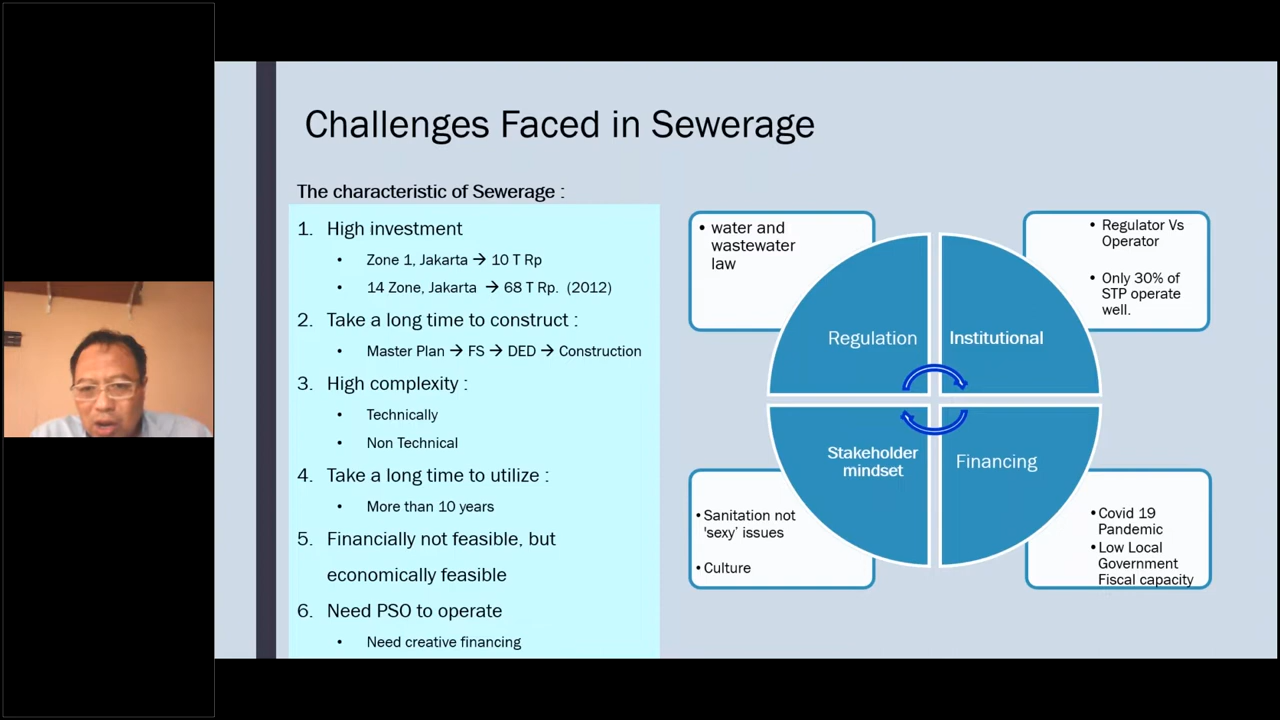 Challenges Faced in Sewerage
The characteristic of Sewerage :
1. High investment
• Zone 1, Jakarta → 10 T Rp
• 14 Zone, Jakarta → 68 T Rp. (2012)
2. Take a long time to construct :
• Master Plan → FS → DED → Construction
3. High complexity :
• Technically
• Non Technical
4. Take a long time to utilize :
• More than 10 years
5. Financially not feasible, but
economically feasible
6. Need PSO to operate
• Need creative financing
• water and
wastewater
law
• Regulator Vs
Operator
• Only 30% of
STP operate
well.
Regulation
Institutional
Stakeholder
mindset
Financing
• Sanitation not
'sexy’ issues
• Culture
• Covid 19
Pandemic
• Low Local
Government
Fiscal capacity